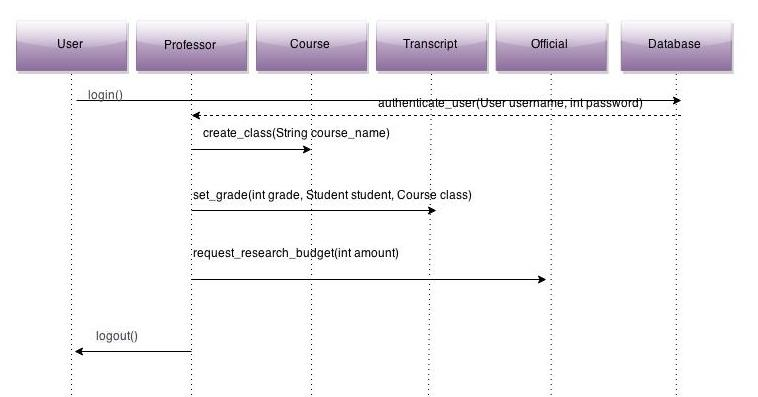 User
Professor
Course
Transcript
Official
Database
login()
authenticate_user(User username, int password)
create_class(String course_name)
set_grade(int grade, Student student, Course class)
request_research_budget(int amount)
logout()